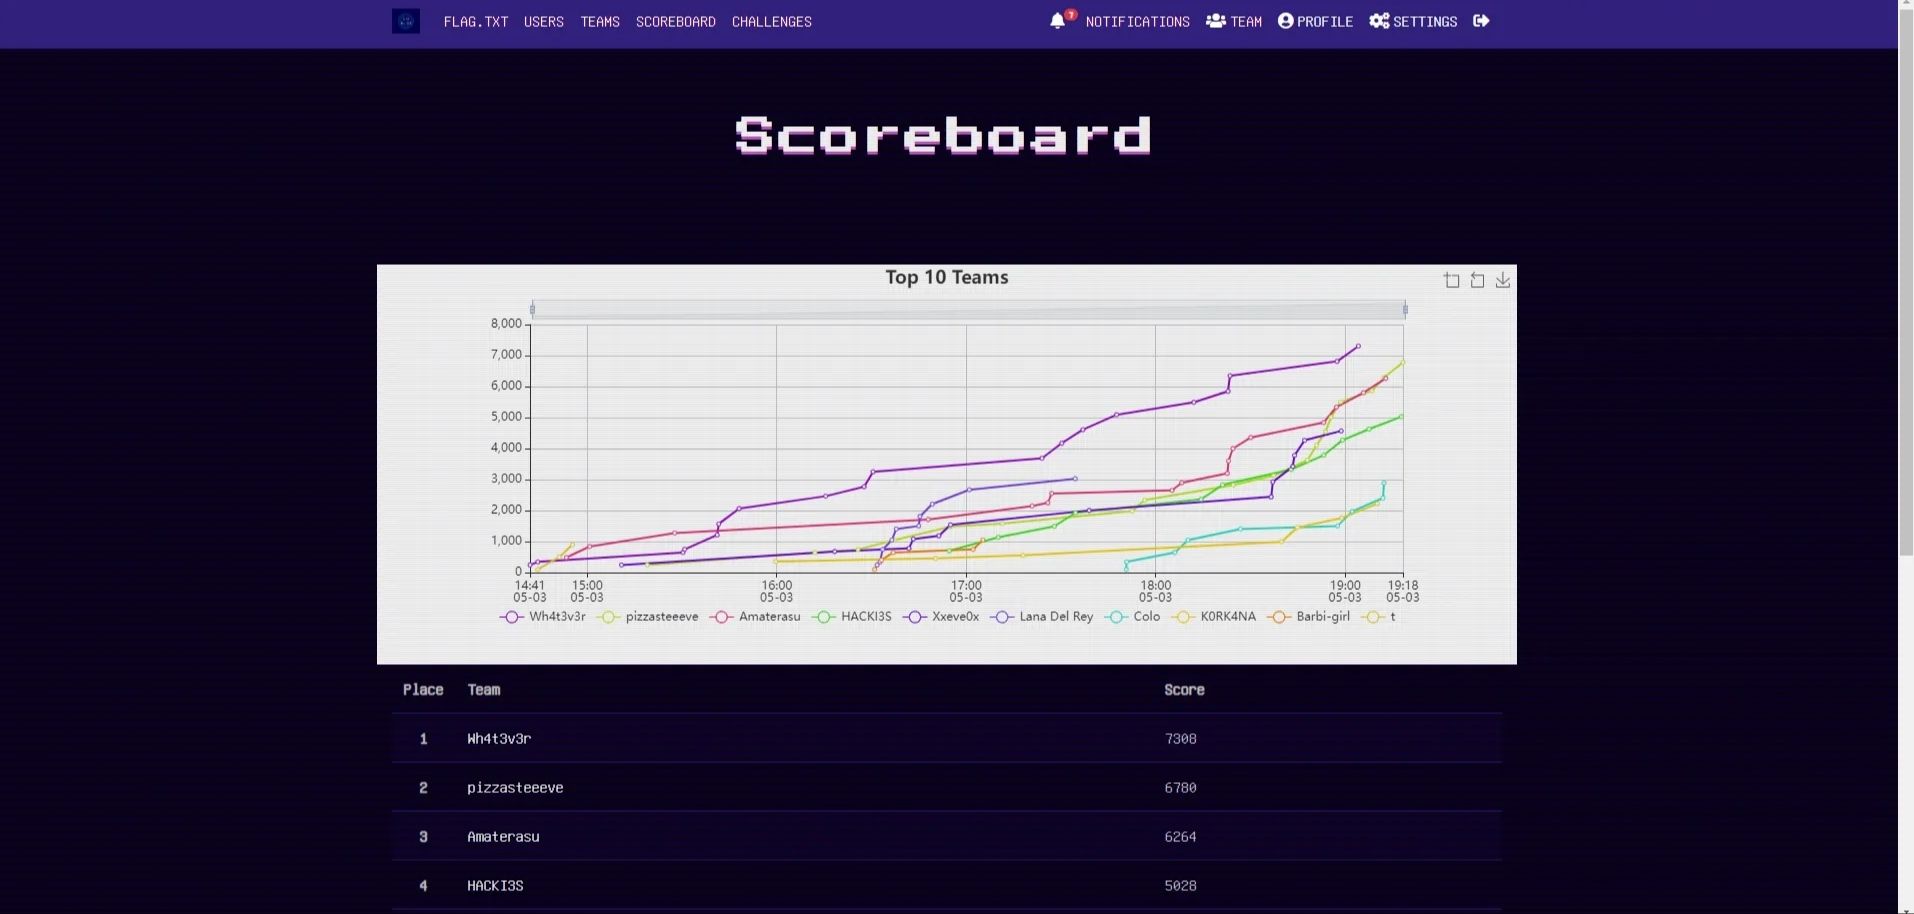 FLAG.TXT USERS TEAMS SCOREBOARD CHALLENGES 7 NOTIFICATIONS TEAM PROFILE SETTINGS
Scoreboard
Top 10 Teams
8,000
7,000
6,000
5,000
4,000
3,000
2,000
1,000
0
14:41 15:00 16:00 17:00 18:00 19:00 19:18
05-03 05-03 05-03 05-03 05-03 05-03 05-03
Wh4t3v3r pizzasteeeve Amaterasu HACKI3S Xxeve0x Lana Del Rey Colo K0RK4NA Barbi-girl t
Place Team Score
1 Wh4t3v3r 7308
2 pizzasteeeve 6780
3 Amaterasu 6264
4 HACKI3S 5028